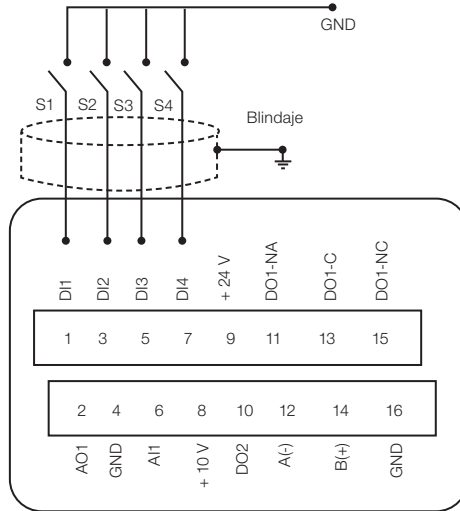 GND
S1 S2 S3 S4
Blindaje
DI1 DI2 DI3 DI4 + 24 V DO1-NA DO1-C DO1-NC
1 3 5 7 9 11 13 15
2 4 6 8 10 12 14 16
AO1 GND AI1 + 10 V DO2 A(-) B(+) GND